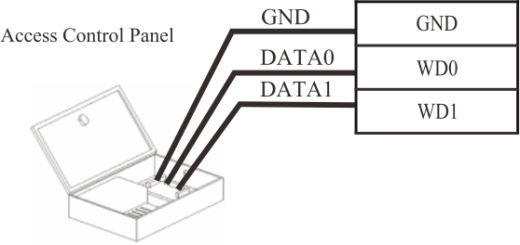 GND
GND
Access Control Panel
DATA0
WD0
DATA1
WD1